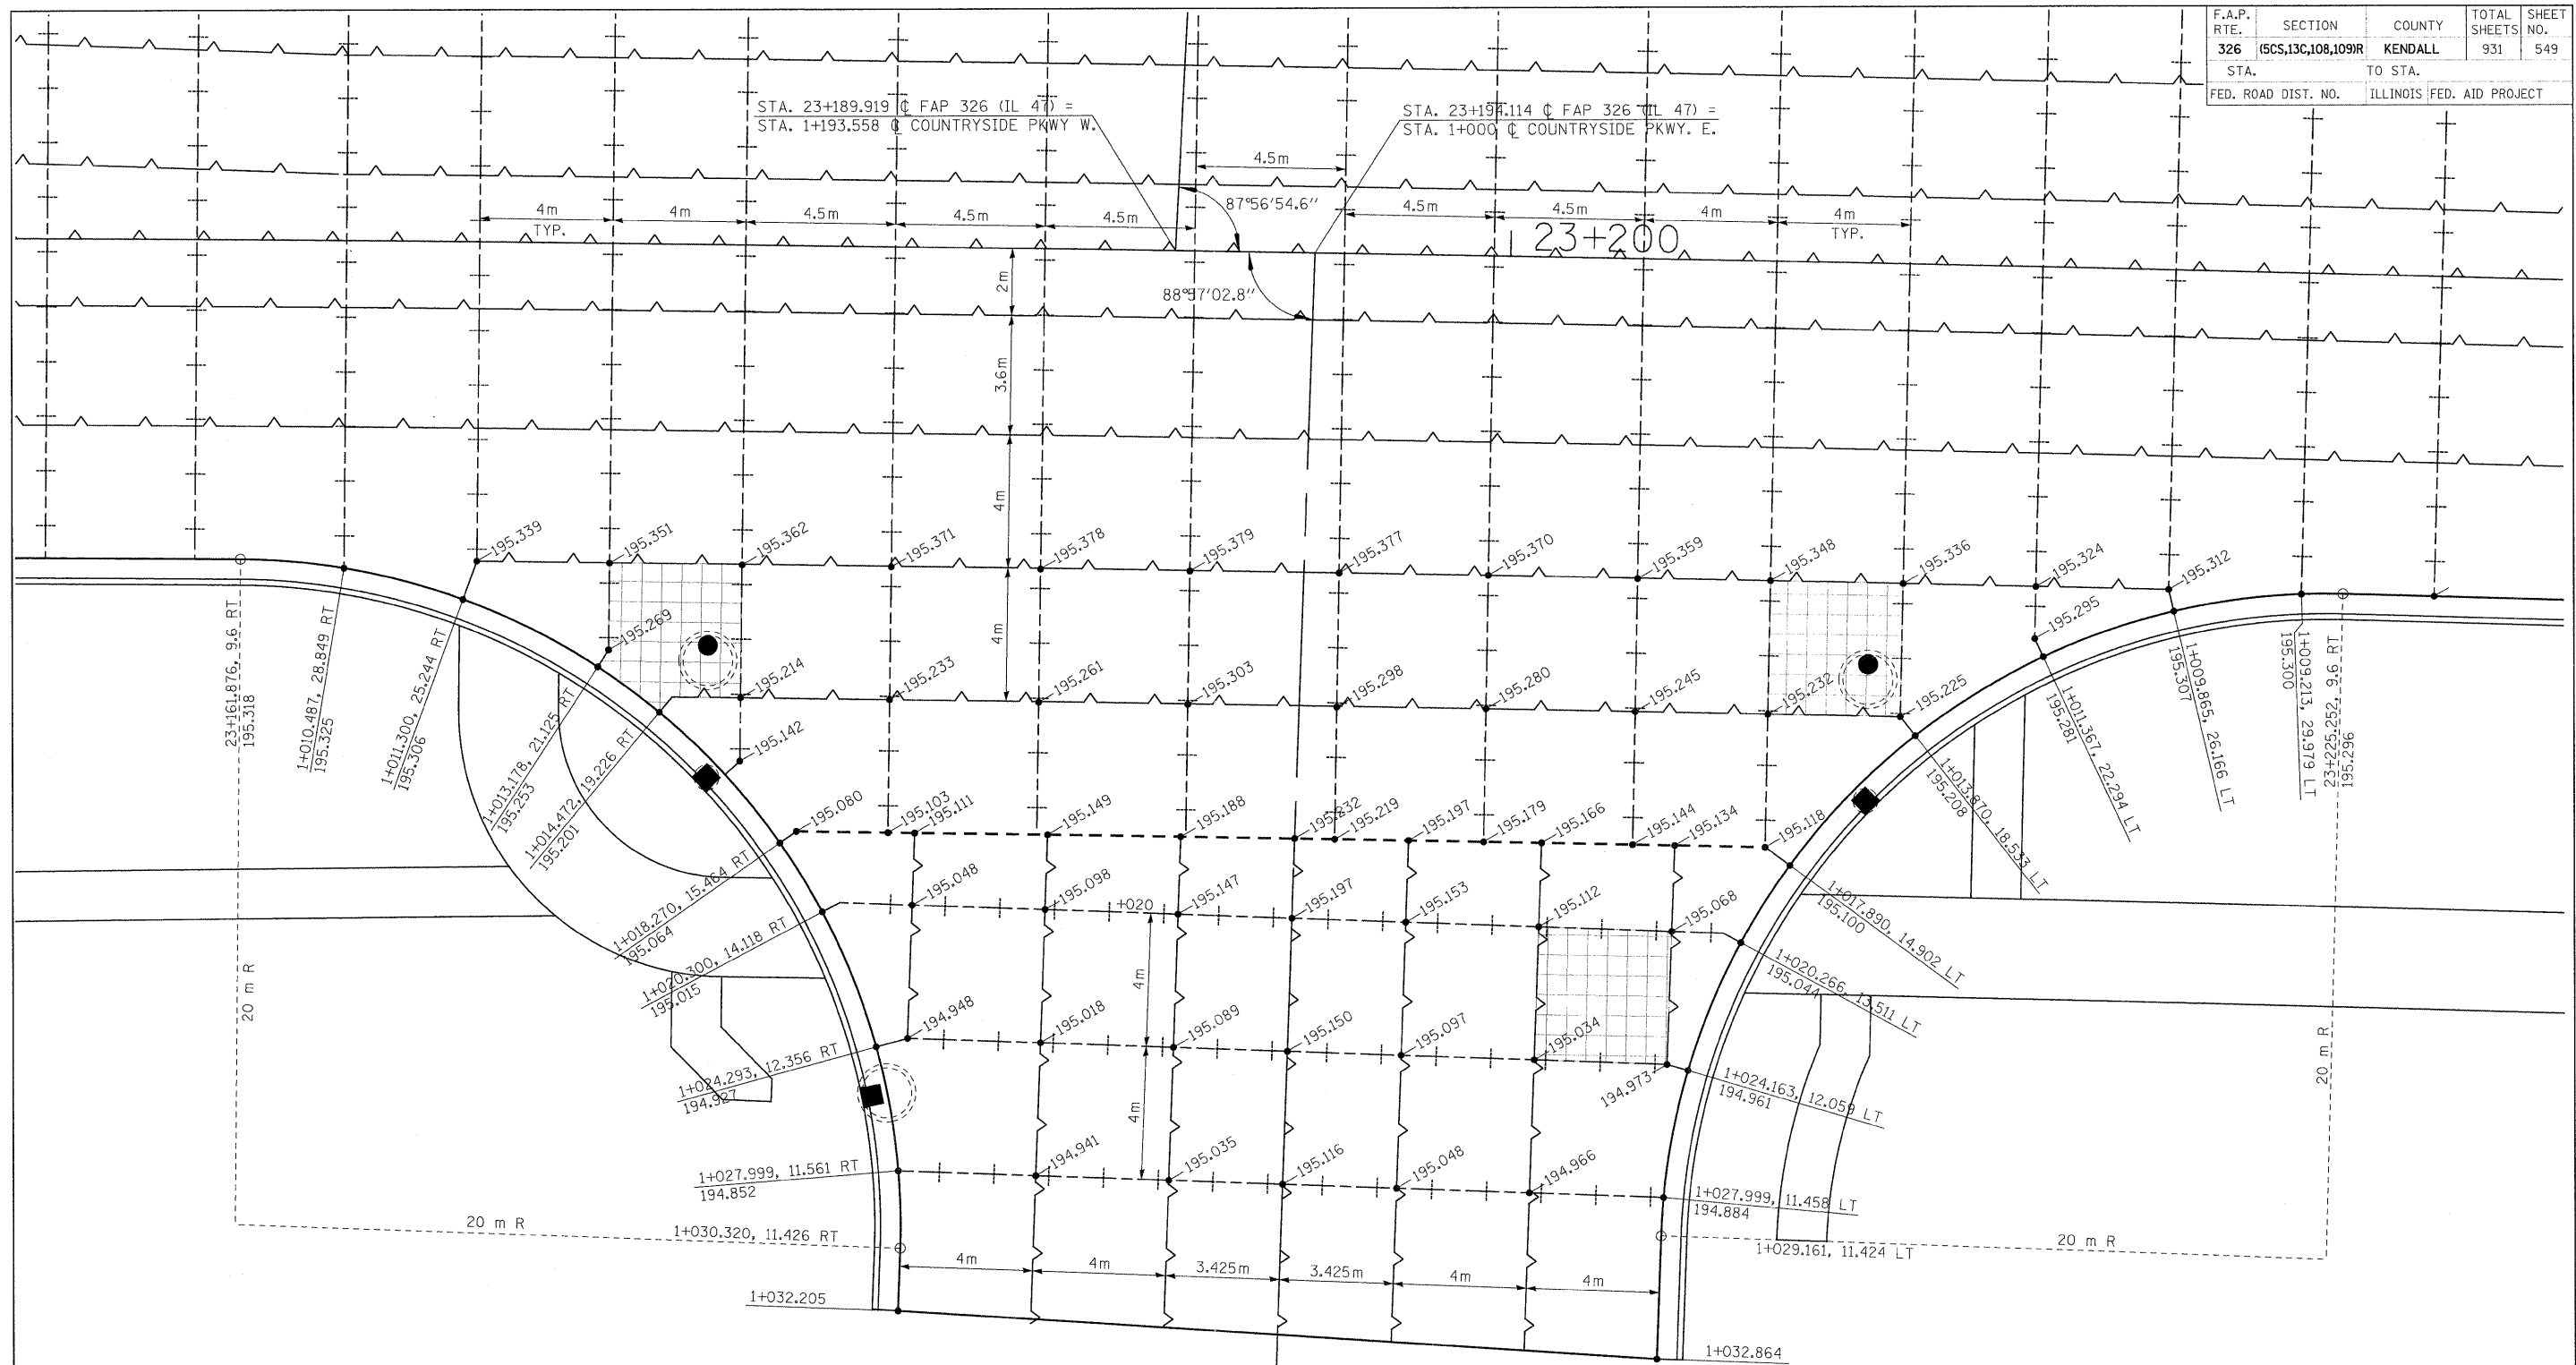 F.A.P. RTE. SECTION COUNTY TOTAL SHEETS SHEET NO.
326 (5CS,13C,108,109)R KENDALL 931 549
STA. TO STA.
FED. ROAD DIST. NO. ILLINOIS FED. AID PROJECT
STA. 23+189.919 ℄ FAP 326 (IL 47) =
STA. 1+193.558 ℄ COUNTRYSIDE PKWY W.
STA. 23+194.114 ℄ FAP 326 (IL 47) =
STA. 1+000 ℄ COUNTRYSIDE PKWY. E.
4.5m
87°56'54.6"
4m
TYP.
4m
4.5m
4.5m
4.5m
4.5m
4.5m
4m
4m
TYP.
23+200
2m
88°57'02.8"
3.6m
4m
195.339
195.351
195.362
195.371
195.378
195.379
195.377
195.370
195.359
195.348
195.336
195.324
195.312
4m
195.269
195.295
195.214
195.233
195.261
195.303
195.298
195.280
195.245
195.232
195.225
195.142
23+161.876, 9.6 RT
195.318
1+010.487, 28.849 RT
195.325
1+011.300, 25.244 RT
195.306
1+013.178, 21.125 RT
195.253
1+014.472, 19.226 RT
195.201
1+013.870, 18.533 LT
195.208
1+011.367, 22.294 LT
195.281
1+009.865, 26.166 LT
195.307
1+009.213, 29.979 LT
195.300
23+225.252, 9.6 RT
195.296
195.080
195.103
195.111
195.149
195.188
195.232
195.219
195.197
195.179
195.166
195.144
195.134
195.118
1+018.270, 15.464 RT
195.064
1+017.890, 14.902 LT
195.100
195.048
195.098
+020
195.147
195.197
195.153
195.112
195.068
1+020.300, 14.118 RT
195.015
1+020.266, 13.511 LT
195.044
4m
20 m R
20 m R
194.948
195.018
195.089
195.150
195.097
195.034
194.973
1+024.293, 12.356 RT
194.927
1+024.163, 12.059 LT
194.961
4m
194.941
195.035
195.116
195.048
194.966
1+027.999, 11.561 RT
194.852
1+027.999, 11.458 LT
194.884
20 m R
1+030.320, 11.426 RT
1+029.161, 11.424 LT
20 m R
4m
4m
3.425m
3.425m
4m
4m
1+032.205
1+032.864